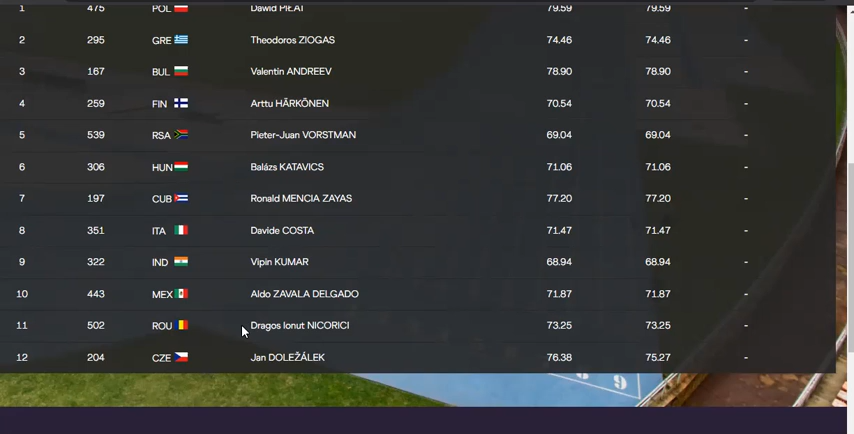 1 475 POL Dawid PIŁAT 79.59 79.59 -
2 295 GRE Theodoros ZIOGAS 74.46 74.46 -
3 167 BUL Valentin ANDREEV 78.90 78.90 -
4 259 FIN Arttu HÄRKÖNEN 70.54 70.54 -
5 539 RSA Pieter-Juan VORSTMAN 69.04 69.04 -
6 306 HUN Balázs KATAVICS 71.06 71.06 -
7 197 CUB Ronald MENCIA ZAYAS 77.20 77.20 -
8 351 ITA Davide COSTA 71.47 71.47 -
9 322 IND Vipin KUMAR 68.94 68.94 -
10 443 MEX Aldo ZAVALA DELGADO 71.87 71.87 -
11 502 ROU Dragos Ionut NICORICI 73.25 73.25 -
12 204 CZE Jan DOLEŽÁLEK 76.38 75.27 -
9